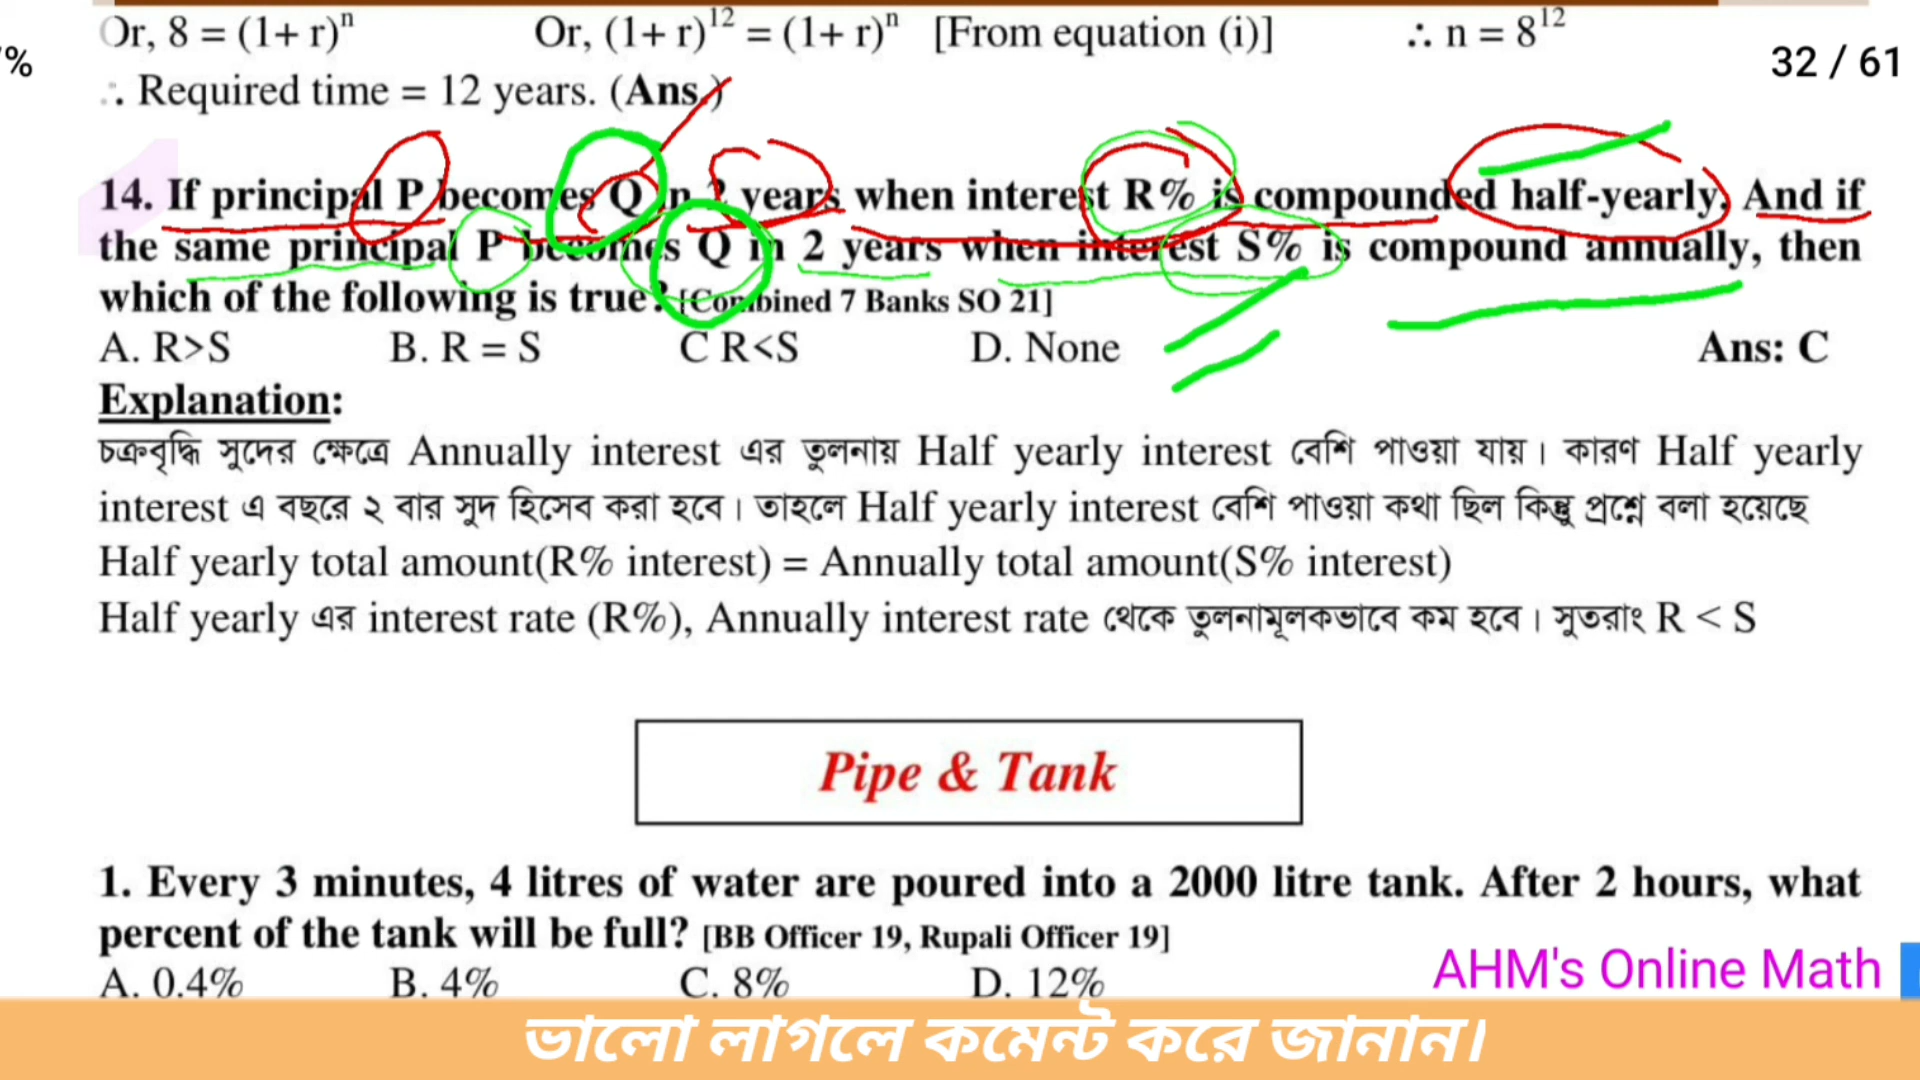 Or, 8 = (1+ r)ⁿ Or, (1+ r)¹² = (1+ r)ⁿ [From equation (i)] ∴ n = 8¹²
%
32 / 61
∴ Required time = 12 years. (Ans.)
14. If principal P becomes Q in 2 years when interest R% is compounded half-yearly. And if
the same principal P becomes Q in 2 years when interest S% is compound annually, then
which of the following is true? [Combined 7 Banks SO 21]
A. R>S B. R = S C R<S D. None Ans: C
Explanation:
চক্রবৃদ্ধি সুদের ক্ষেত্রে Annually interest এর তুলনায় Half yearly interest বেশি পাওয়া যায়। কারণ Half yearly
interest এ বছরে ২ বার সুদ হিসেব করা হবে। তাহলে Half yearly interest বেশি পাওয়া কথা ছিল কিন্তু প্রশ্নে বলা হয়েছে
Half yearly total amount(R% interest) = Annually total amount(S% interest)
Half yearly এর interest rate (R%), Annually interest rate থেকে তুলনামূলকভাবে কম হবে। সুতরাং R < S
Pipe & Tank
1. Every 3 minutes, 4 litres of water are poured into a 2000 litre tank. After 2 hours, what
percent of the tank will be full? [BB Officer 19, Rupali Officer 19]
AHM's Online Math
A. 0.4% B. 4% C. 8% D. 12%
ভালো লাগলে কমেন্ট করে জানান।